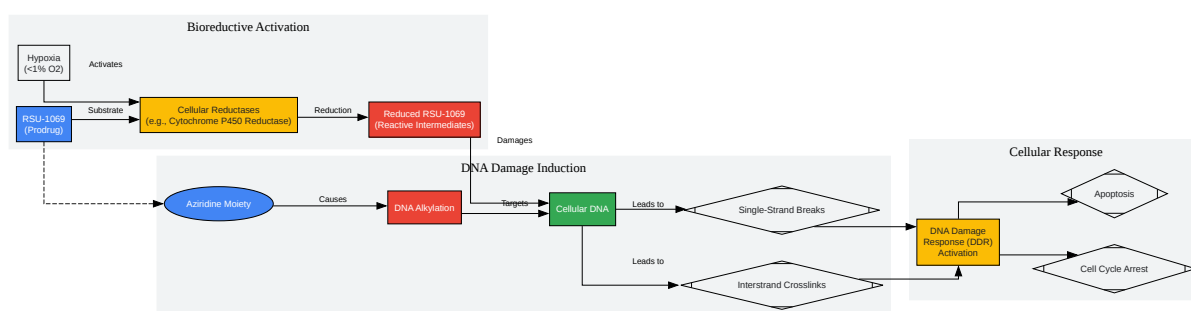 Bioreductive Activation
Hypoxia
(<1% O2)
Activates
RSU-1069
(Prodrug)
Substrate
Cellular Reductases
(e.g., Cytochrome P450 Reductase)
Reduction
Reduced RSU-1069
(Reactive Intermediates)
Damages
DNA Damage Induction
Aziridine Moiety
Causes
DNA Alkylation
Targets
Cellular DNA
Leads to
Single-Strand Breaks
Leads to
Interstrand Crosslinks
Cellular Response
DNA Damage
Response (DDR)
Activation
Apoptosis
Cell Cycle Arrest